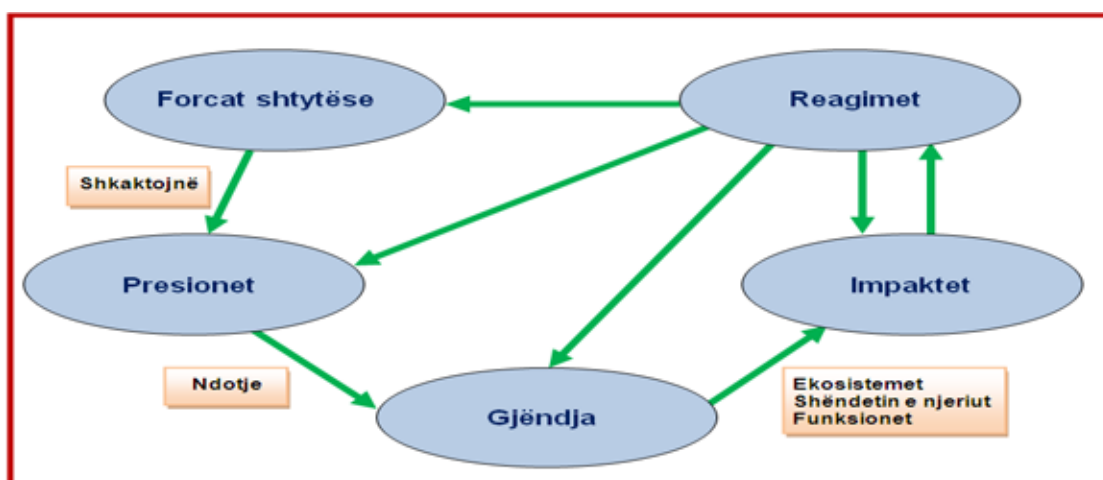 Forcat shtytëse
Reagimet
Shkaktojnë
Presionet
Impaktet
Ndotje
Gjëndja
Ekosistemet
Shëndetin e njeriut
Funksionet